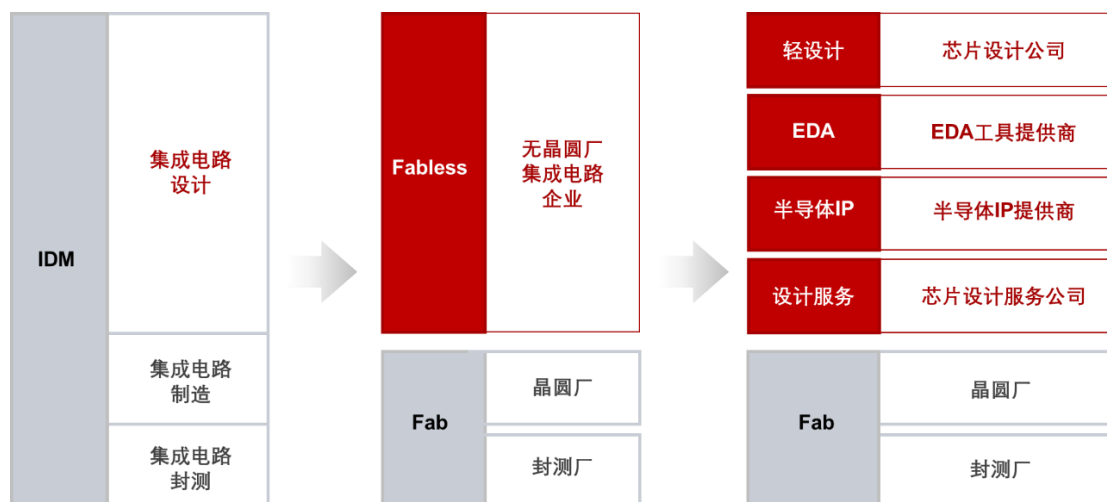 IDM
集成电路
设计
集成电路
制造
集成电路
封测
Fabless
无晶圆厂
集成电路
企业
Fab
晶圆厂
封测厂
轻设计
芯片设计公司
EDA
EDA工具提供商
半导体IP
半导体IP提供商
设计服务
芯片设计服务公司
Fab
晶圆厂
封测厂